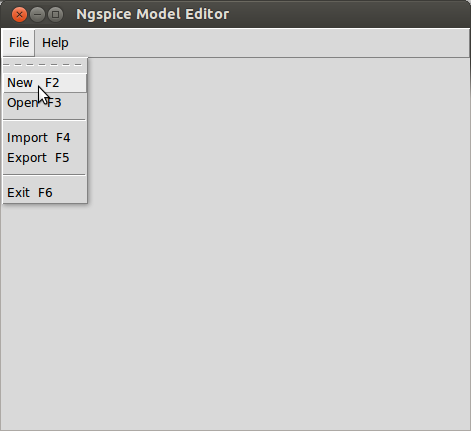 Ngspice Model Editor
File Help
New F2
Open F3
Import F4
Export F5
Exit F6